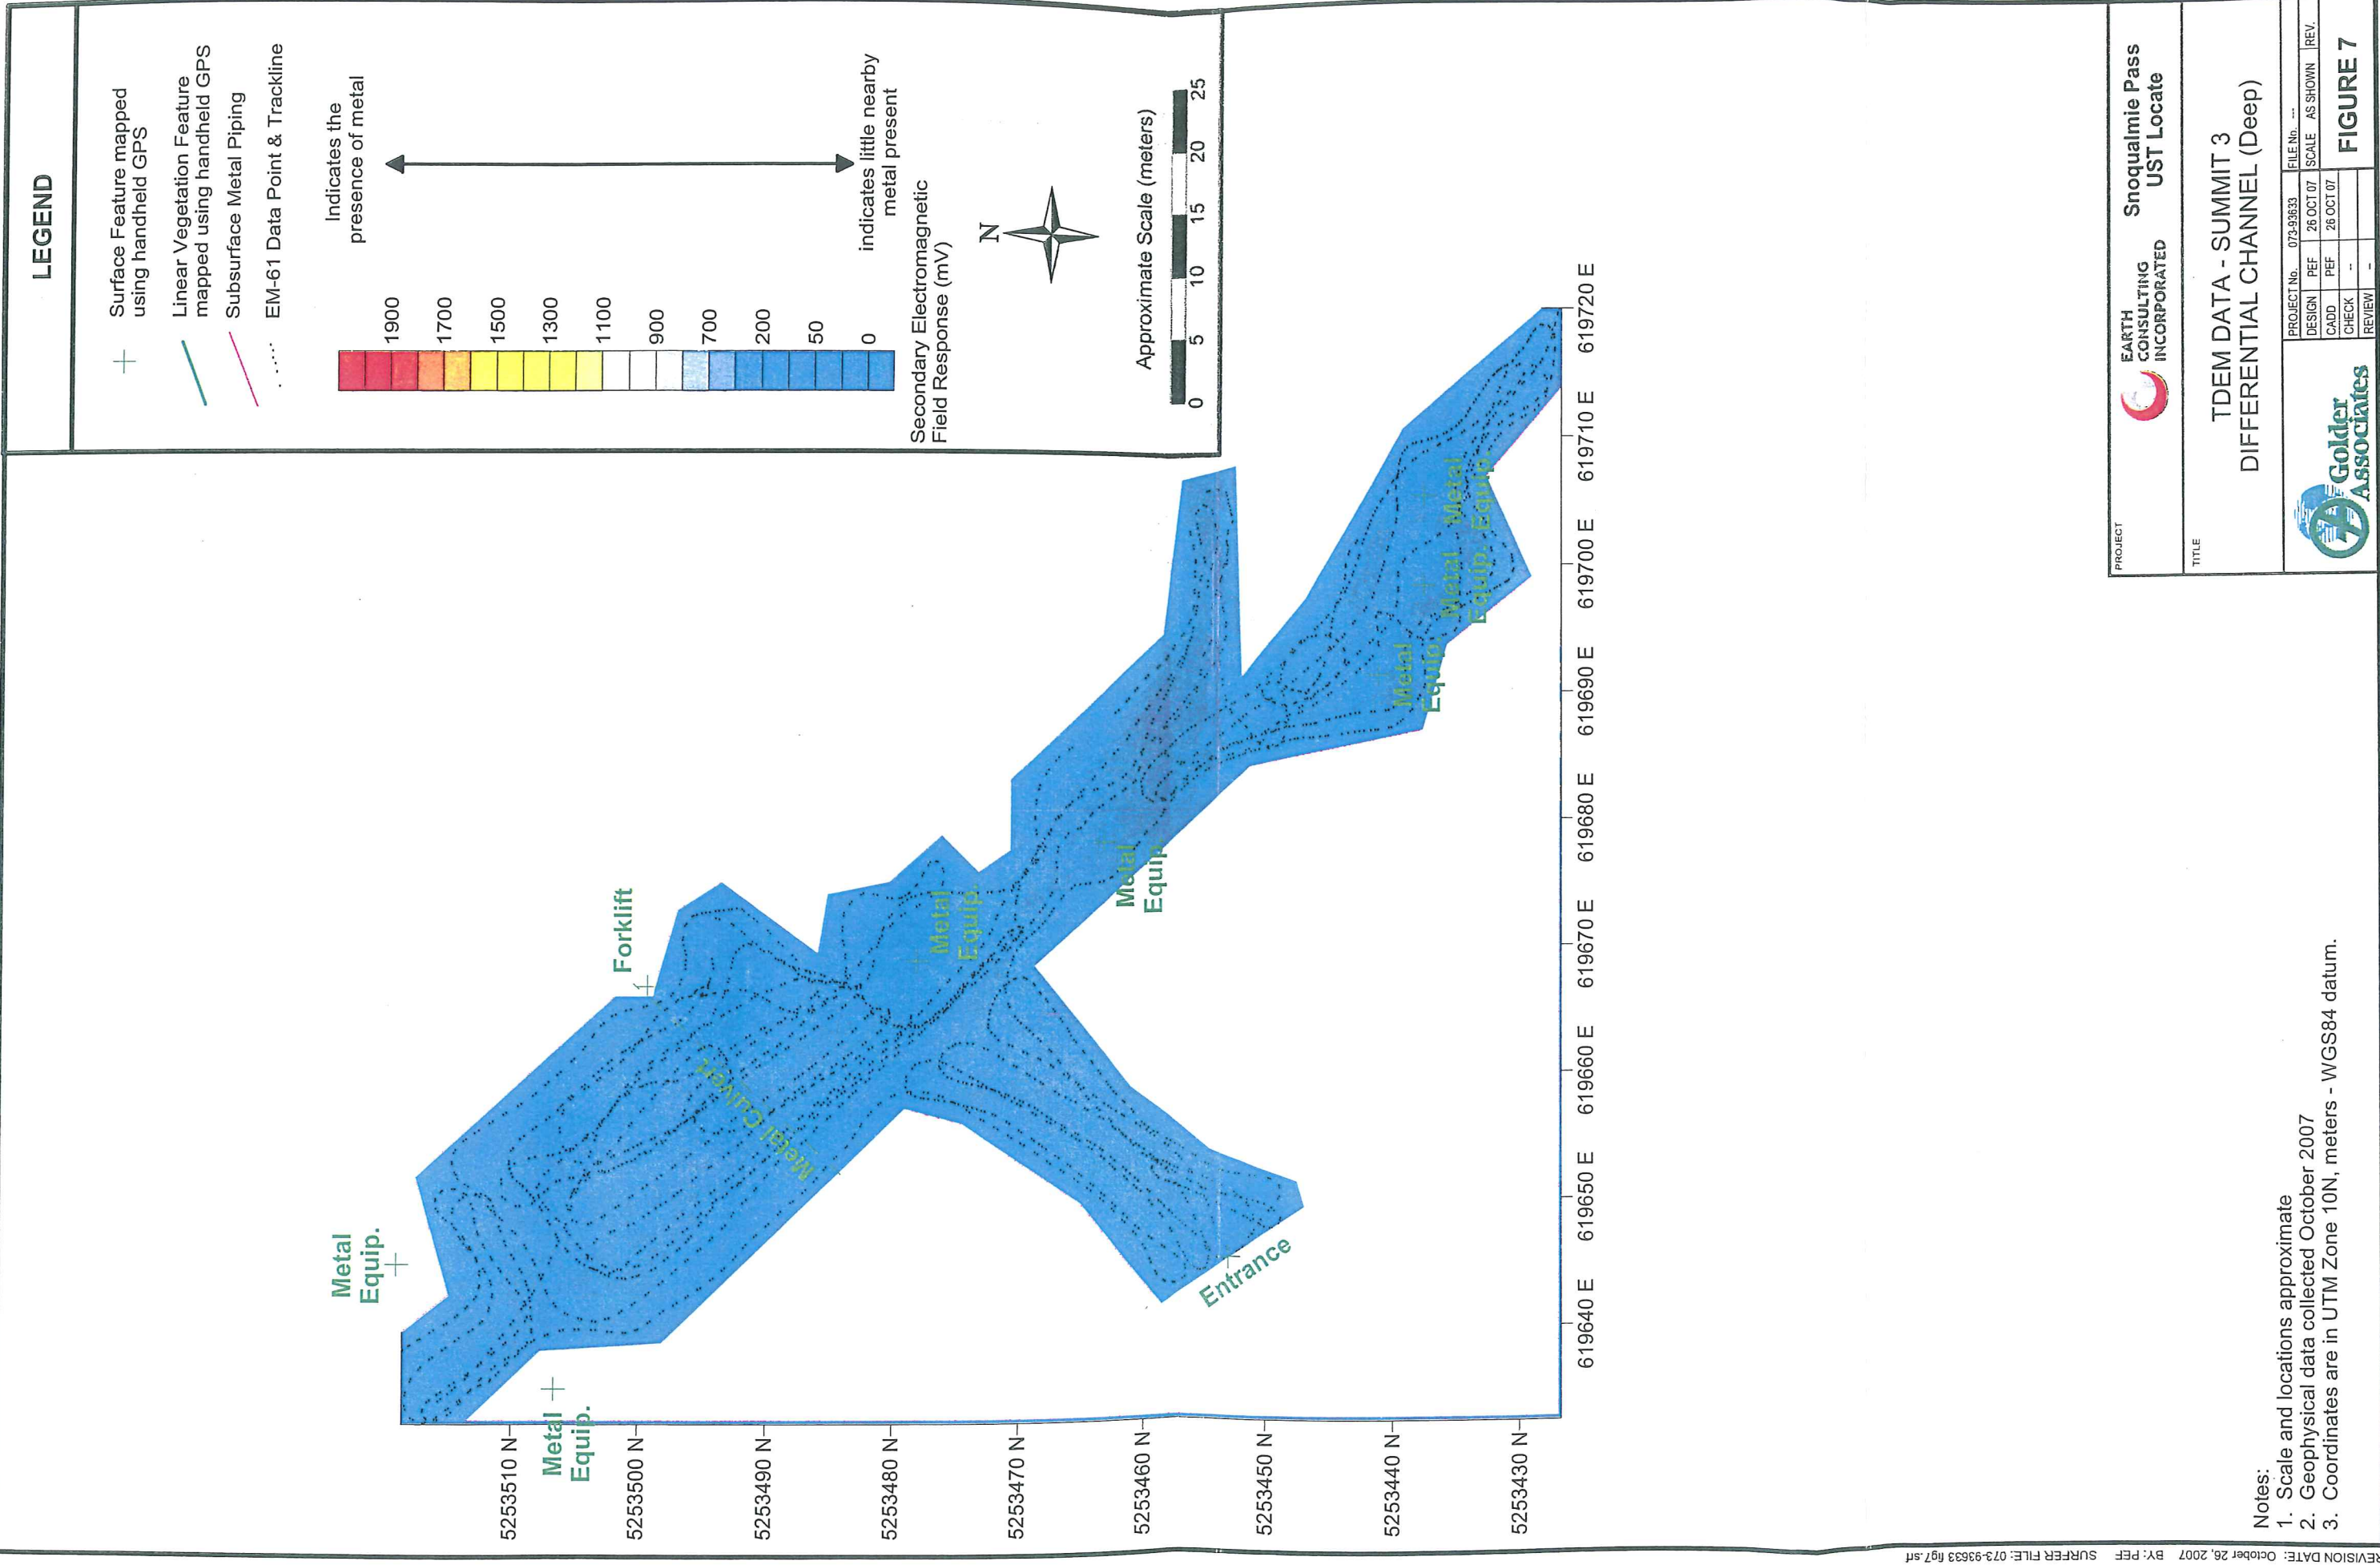 LEGEND
Surface Feature mapped
using handheld GPS
Linear Vegetation Feature
mapped using handheld GPS
Subsurface Metal Piping
EM-61 Data Point & Trackline
Indicates the
presence of metal
1900
1700
1500
1300
1100
900
700
200
50
0
indicates little nearby
metal present
Secondary Electromagnetic
Field Response (mV)
N
Approximate Scale (meters)
0 5 10 15 20 25
Metal
Equip.
Metal
Equip.
Forklift
Metal Culvert
Metal
Equip.
Metal
Equip.
Metal
Equip.
Metal
Equip.
Metal
Equip.
Entrance
5253510 N
5253500 N
5253490 N
5253480 N
5253470 N
5253460 N
5253450 N
5253440 N
5253430 N
619640 E
619650 E
619660 E
619670 E
619680 E
619690 E
619700 E
619710 E
619720 E
Notes:
1. Scale and locations approximate
2. Geophysical data collected October 2007
3. Coordinates are in UTM Zone 10N, meters - WGS84 datum.
PROJECT
EARTH
CONSULTING
INCORPORATED
Snoqualmie Pass
UST Locate
TITLE
TDEM DATA - SUMMIT 3
DIFFERENTIAL CHANNEL (Deep)
Golder
Associates
PROJECT No. 073-93633 FILE No. ---
DESIGN PEF 26 OCT 07 SCALE AS SHOWN REV.
CADD PEF 26 OCT 07
CHECK --
REVIEW --
FIGURE 7
REVISION DATE: October 26, 2007 BY: PEF SURFER FILE: 073-93633 fig7.srf